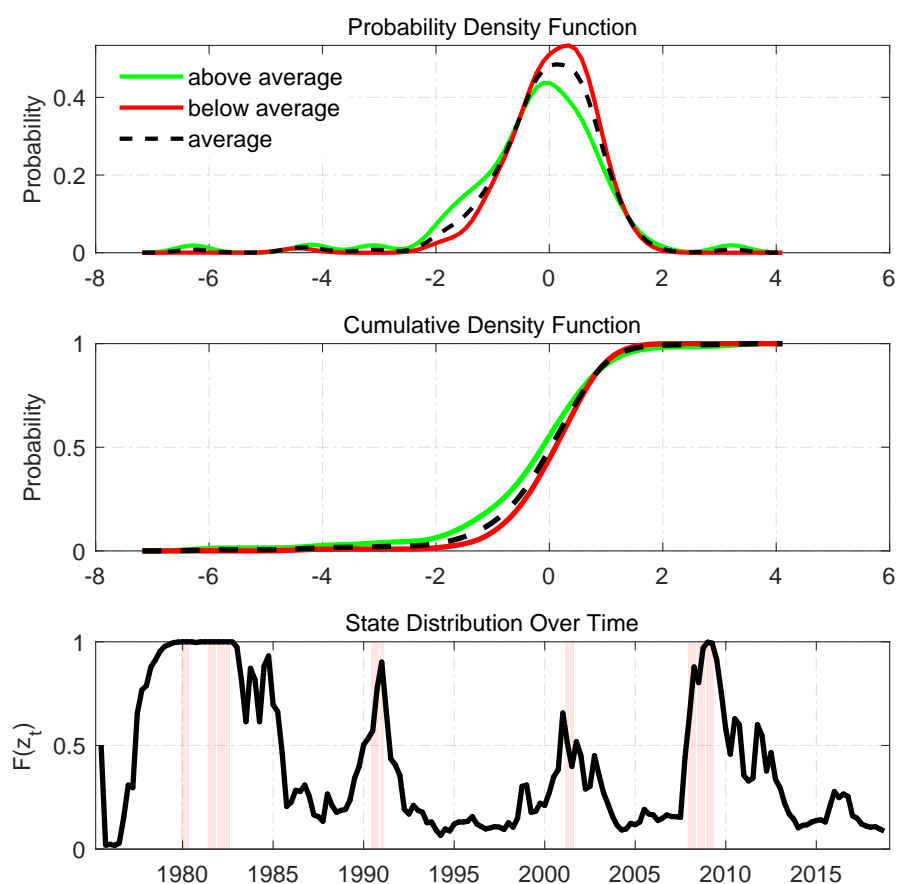 Probability Density Function
Probability
0.4
0.2
0
above average
below average
average
-8 -6 -4 -2 0 2 4 6
Cumulative Density Function
Probability
1
0.5
0
-8 -6 -4 -2 0 2 4 6
State Distribution Over Time
F(z_t)
1
0.5
0
1980 1985 1990 1995 2000 2005 2010 2015